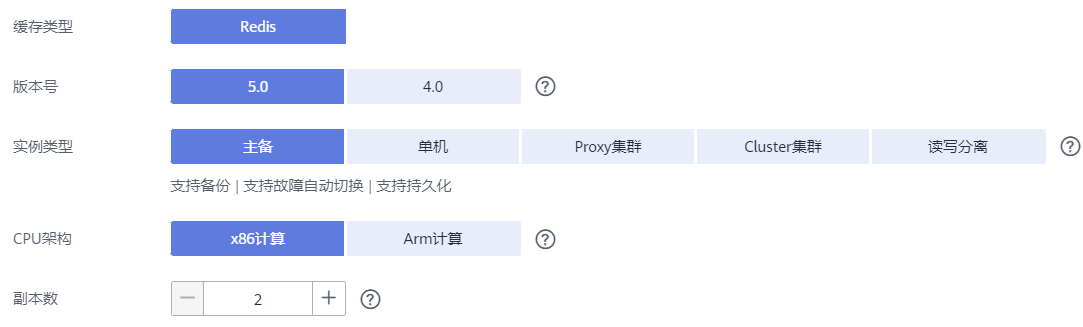 缓存类型 Redis
版本号 5.0 4.0 ?
实例类型 主备 单机 Proxy集群 Cluster集群 读写分离 ?
支持备份 | 支持故障自动切换 | 支持持久化
CPU架构 x86计算 Arm计算 ?
副本数 − 2 + ?